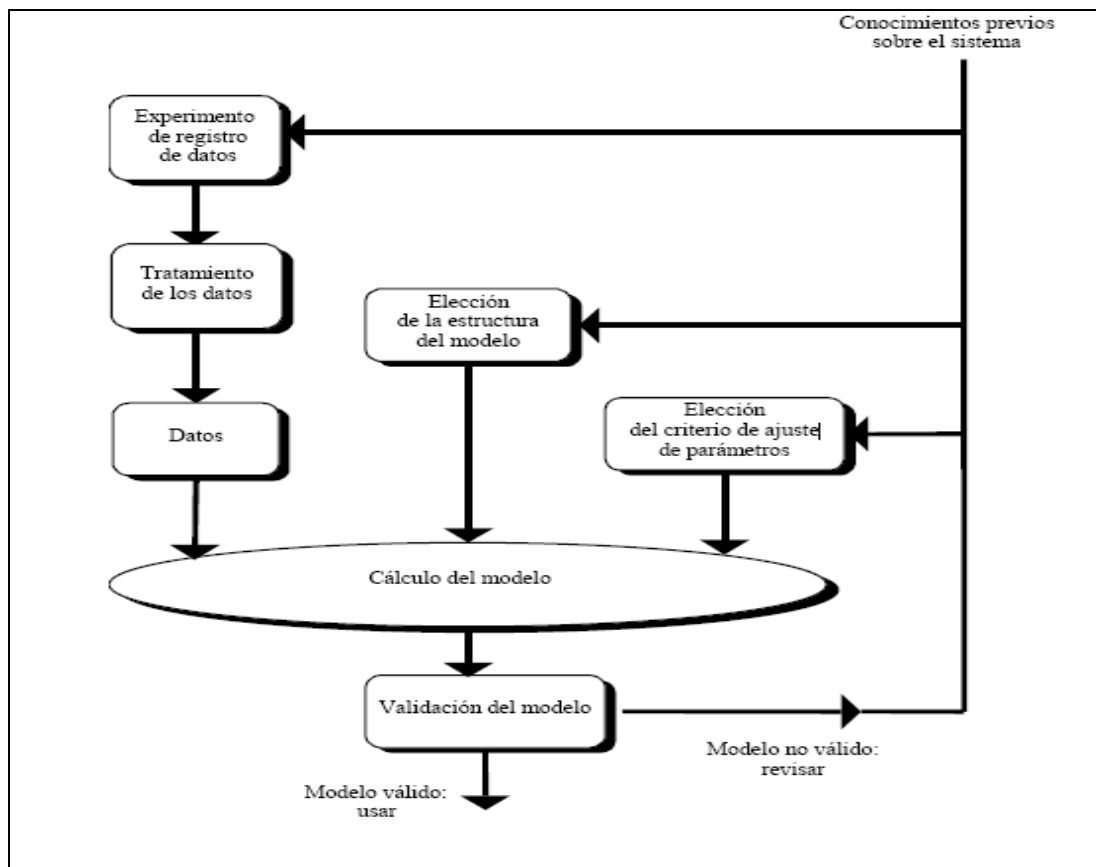 Conocimientos previos
sobre el sistema
Experimento
de registro
de datos
Tratamiento
de los datos
Elección
de la estructura
del modelo
Datos
Elección
del criterio de ajuste
de parámetros
Cálculo del modelo
Validación del modelo
Modelo no válido:
revisar
Modelo válido:
usar